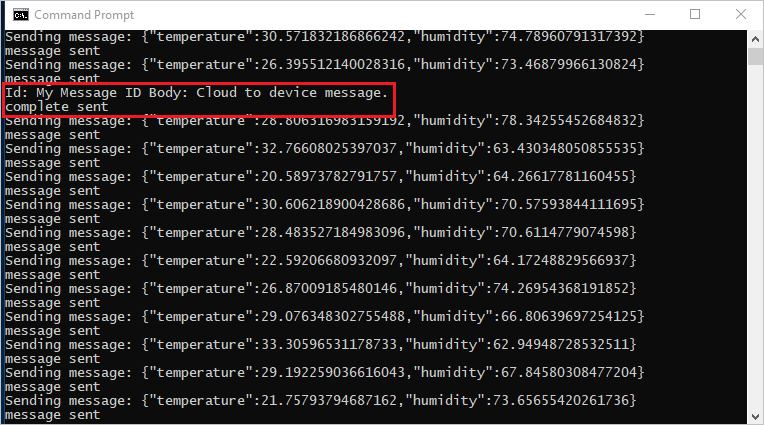 Command Prompt
Sending message: {"temperature":30.571832186866242,"humidity":74.78960791317392}
message sent
Sending message: {"temperature":26.395512140028316,"humidity":73.46879966130824}
message sent
Id: My Message ID Body: Cloud to device message.
complete sent
Sending message: {"temperature":28.806316983159192,"humidity":78.34255452684832}
message sent
Sending message: {"temperature":32.76608025397037,"humidity":63.430348050855535}
message sent
Sending message: {"temperature":20.58973782791757,"humidity":64.26617781160455}
message sent
Sending message: {"temperature":30.606218900428686,"humidity":70.57593844111695}
message sent
Sending message: {"temperature":28.483527184983096,"humidity":70.6114779074598}
message sent
Sending message: {"temperature":22.59206680932097,"humidity":64.17248829566937}
message sent
Sending message: {"temperature":26.87009185480146,"humidity":74.26954368191852}
message sent
Sending message: {"temperature":29.076348302755488,"humidity":66.80639697254125}
message sent
Sending message: {"temperature":33.30596531178733,"humidity":62.94948728532511}
message sent
Sending message: {"temperature":29.192259036616043,"humidity":67.84580308477204}
message sent
Sending message: {"temperature":21.75793794687162,"humidity":73.65655420261736}
message sent